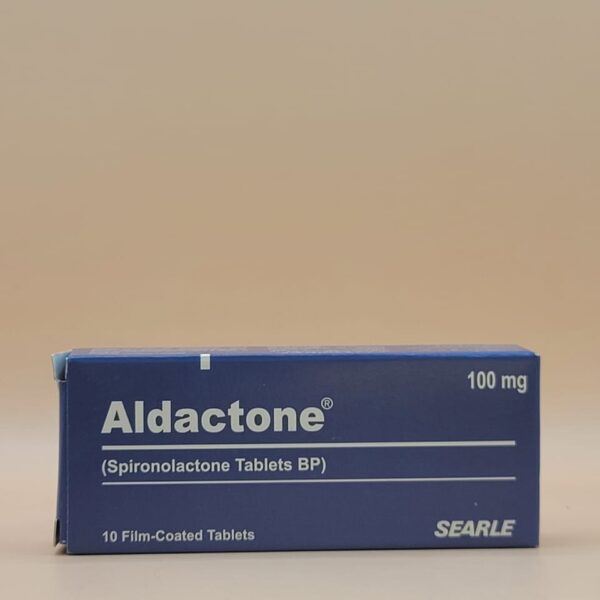 100 mg
Aldactone®
(Spironolactone Tablets BP)
10 Film-Coated Tablets
SEARLE